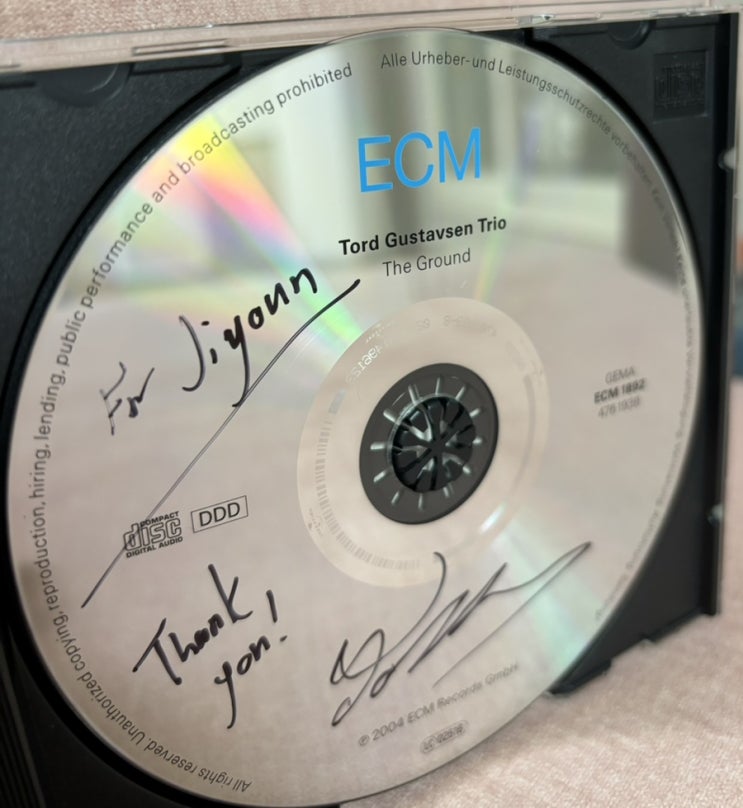 All rights reserved. Unauthorized copying, reproduction, hiring, lending, public performance and broadcasting prohibited
Alle Urheber- und Leistungsschutzrechte vorbehalten
ECM
Tord Gustavsen Trio
The Ground
For Jiyoun
GEMA
ECM 1892
COMPACT
disc
DIGITAL AUDIO
DDD
Thank
you!
℗ 2004 ECM Records GmbH